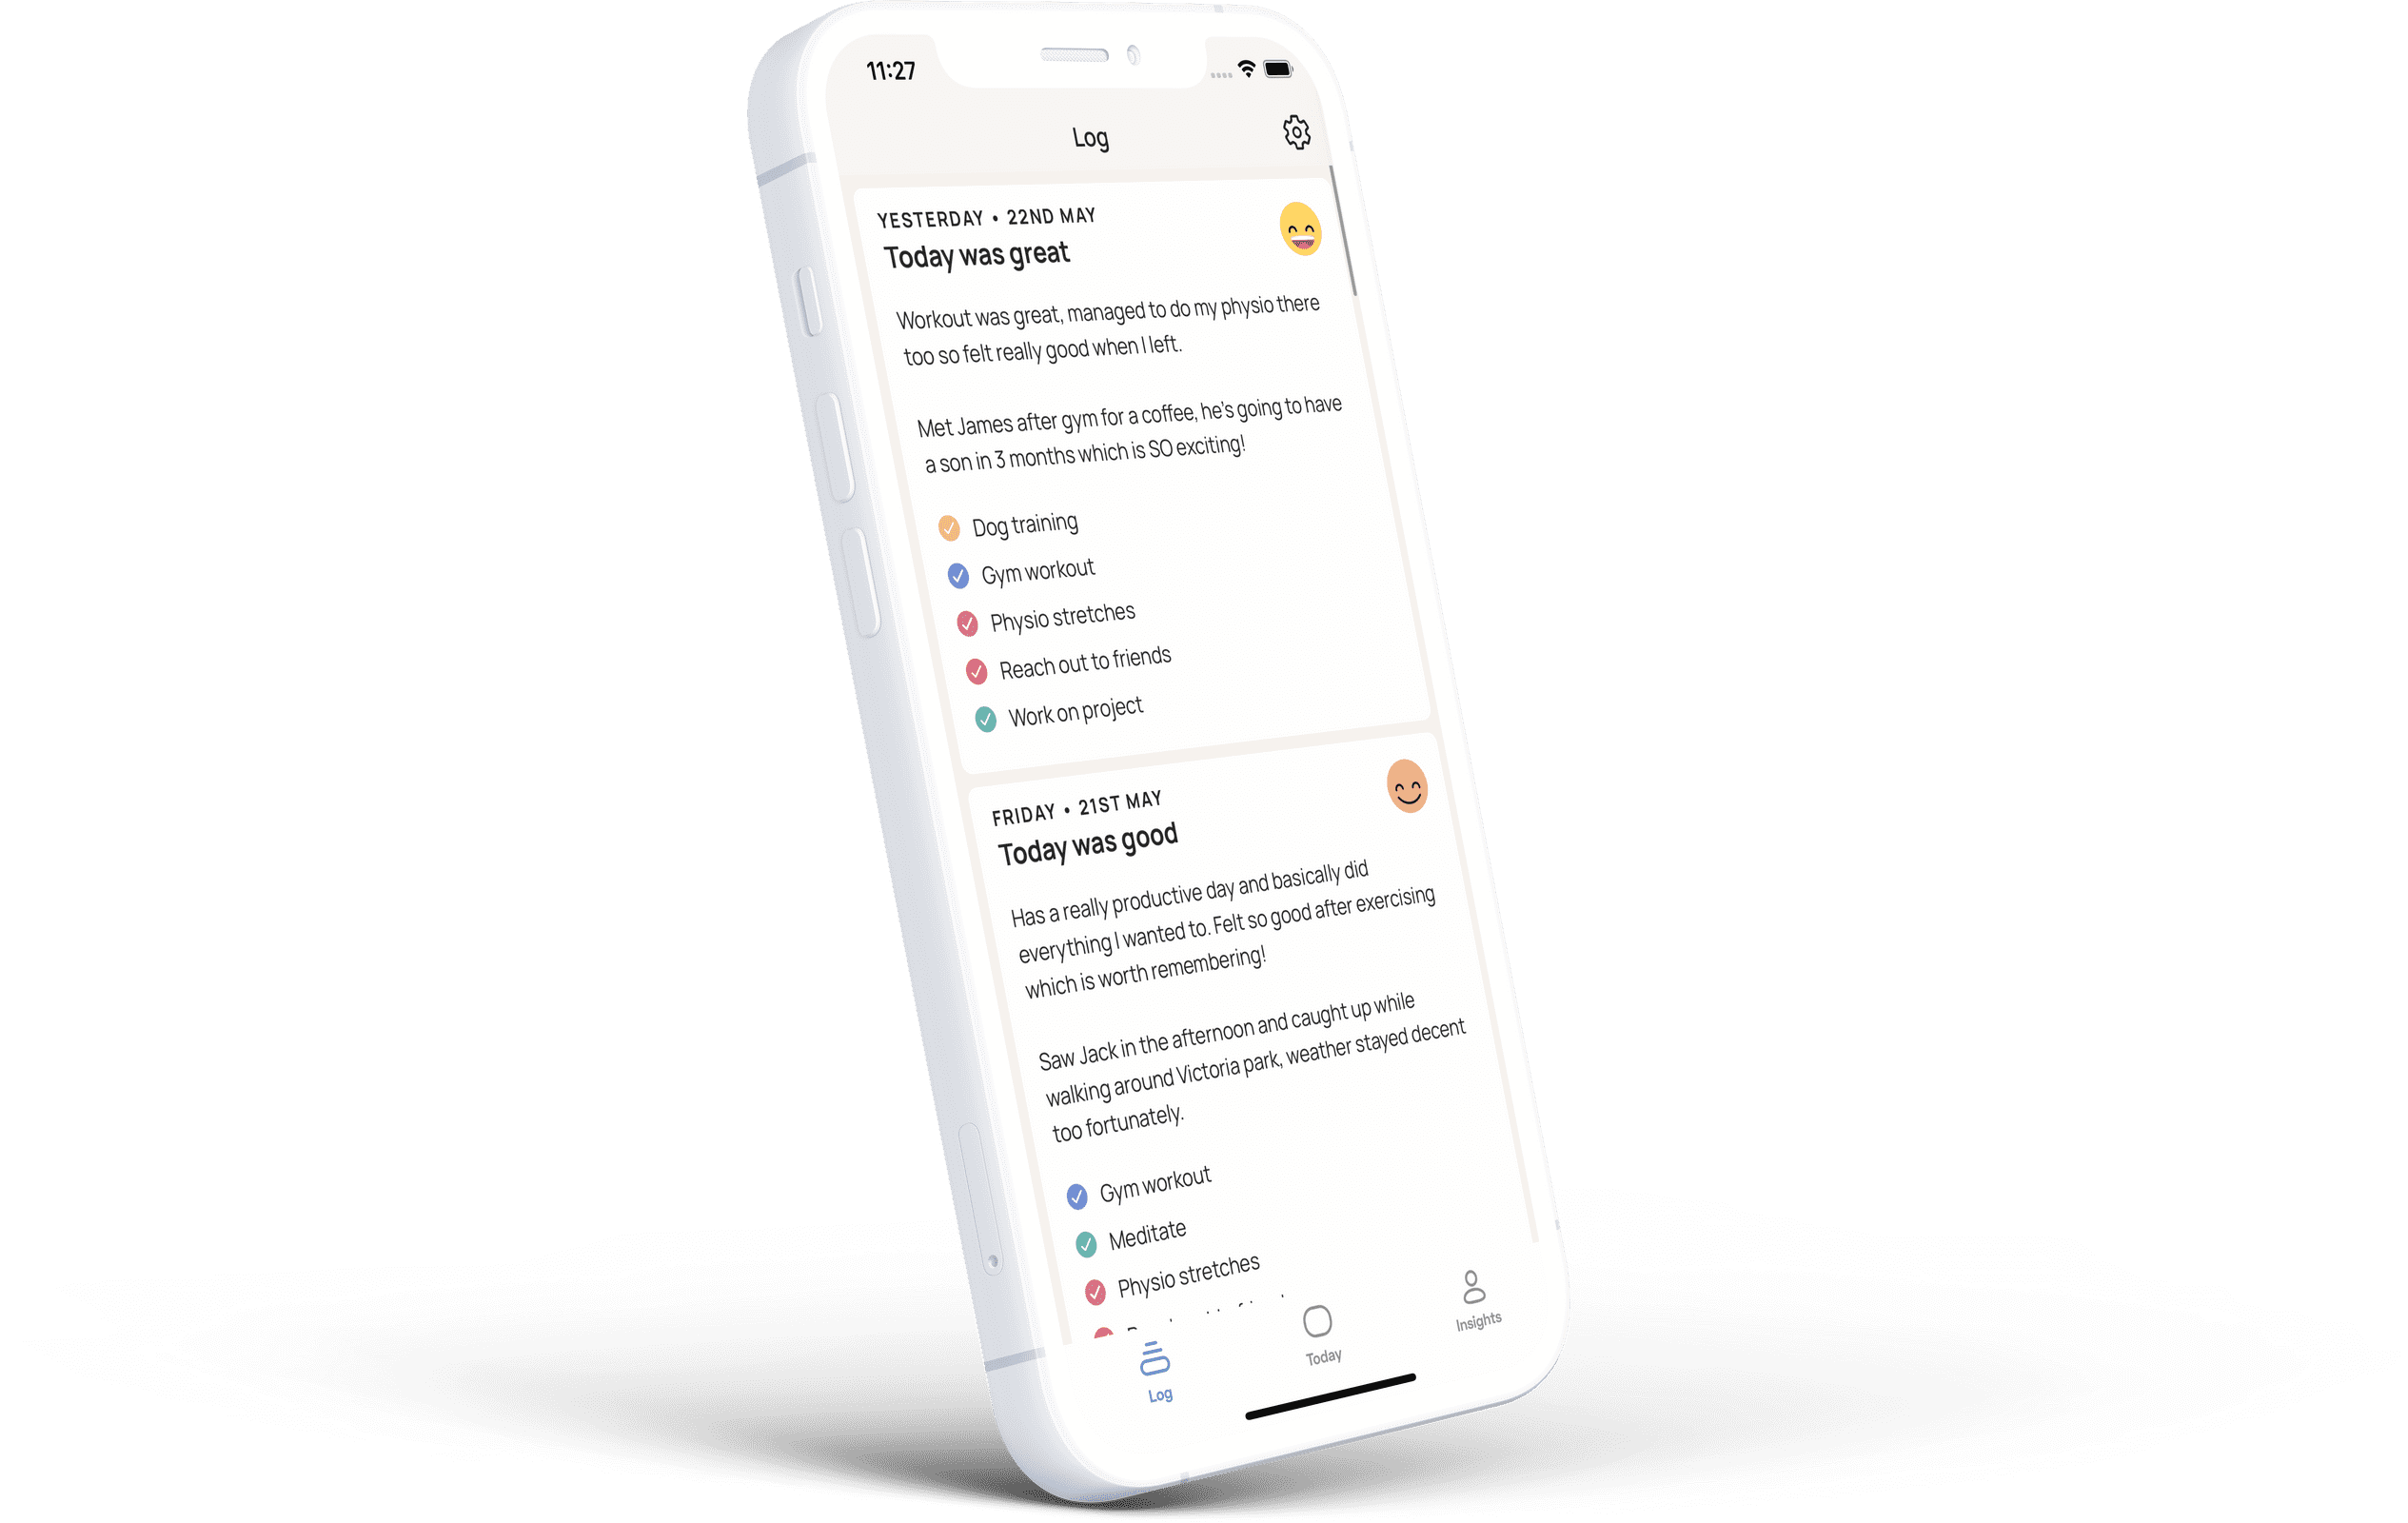 11:27
Log
YESTERDAY • 22ND MAY
Today was great
Workout was great, managed to do my physio there
too so felt really good when I left.
Met James after gym for a coffee, he's going to have
a son in 3 months which is SO exciting!
Dog training
Gym workout
Physio stretches
Reach out to friends
Work on project
FRIDAY • 21ST MAY
Today was good
Has a really productive day and basically did
everything I wanted to. Felt so good after exercising
which is worth remembering!
Saw Jack in the afternoon and caught up while
walking around Victoria park, weather stayed decent
too fortunately.
Gym workout
Meditate
Physio stretches
Log
Today
Insights